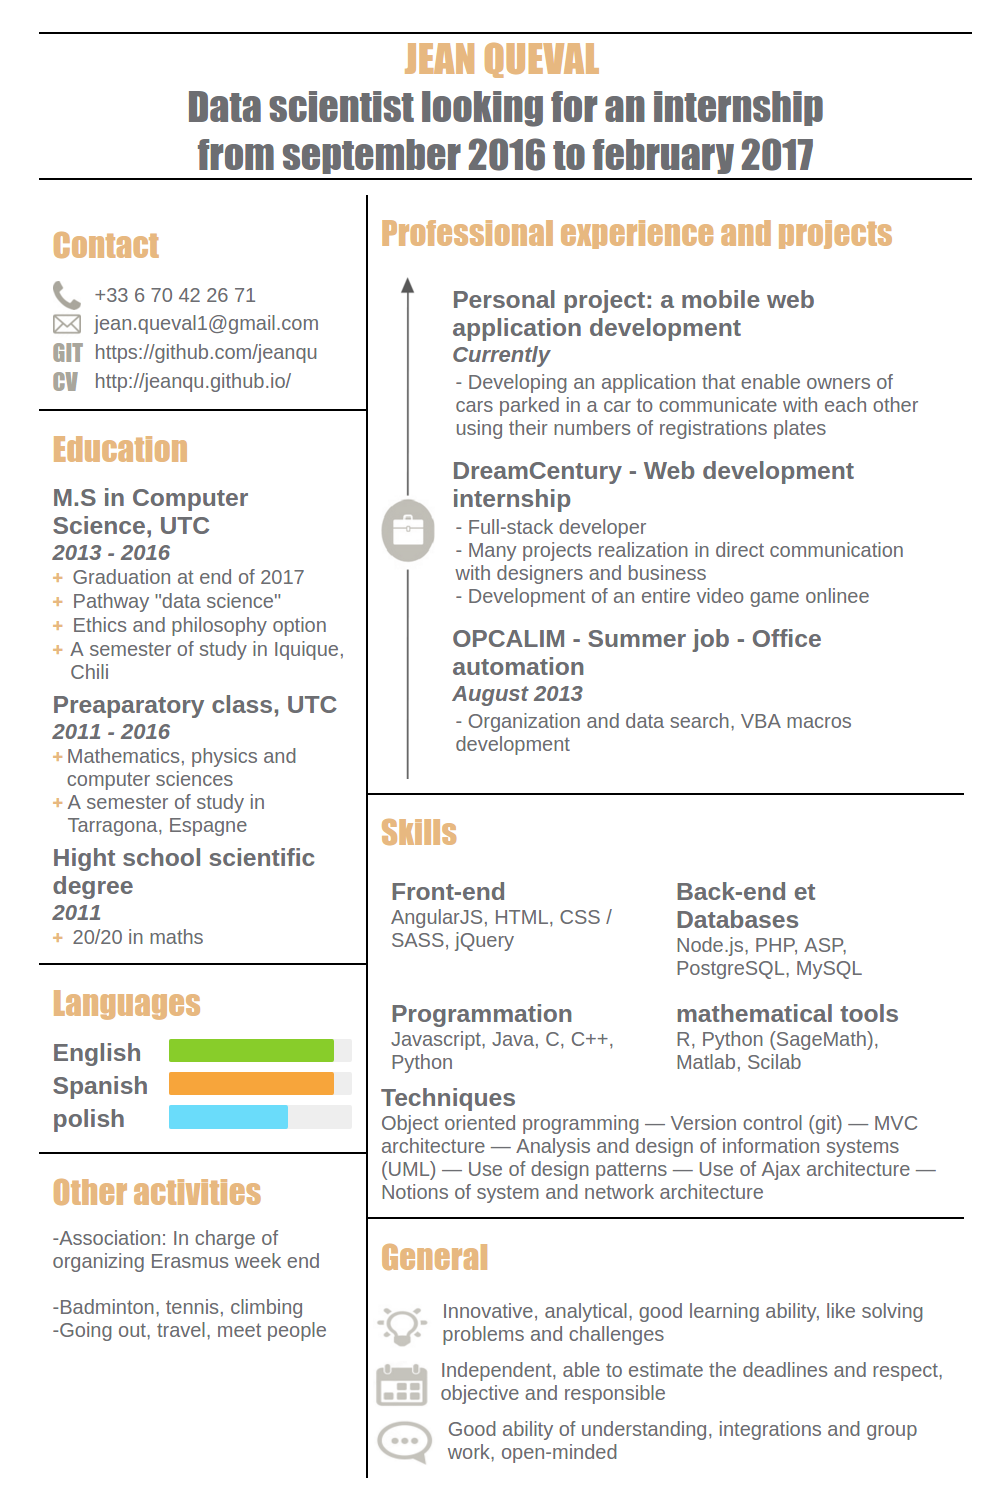 JEAN QUEVAL
Data scientist looking for an internship
from september 2016 to february 2017
Contact
+33 6 70 42 26 71
jean.queval1@gmail.com
GIT https://github.com/jeanqu
CV http://jeanqu.github.io/
Education
M.S in Computer
Science, UTC
2013 - 2016
+ Graduation at end of 2017
+ Pathway "data science"
+ Ethics and philosophy option
+ A semester of study in Iquique,
Chili
Preaparatory class, UTC
2011 - 2016
+ Mathematics, physics and
computer sciences
+ A semester of study in
Tarragona, Espagne
Hight school scientific
degree
2011
+ 20/20 in maths
Languages
English
Spanish
polish
Other activities
-Association: In charge of
organizing Erasmus week end
-Badminton, tennis, climbing
-Going out, travel, meet people
Professional experience and projects
Personal project: a mobile web
application development
Currently
- Developing an application that enable owners of
cars parked in a car to communicate with each other
using their numbers of registrations plates
DreamCentury - Web development
internship
- Full-stack developer
- Many projects realization in direct communication
with designers and business
- Development of an entire video game onlinee
OPCALIM - Summer job - Office
automation
August 2013
- Organization and data search, VBA macros
development
Skills
Front-end
AngularJS, HTML, CSS /
SASS, jQuery
Back-end et
Databases
Node.js, PHP, ASP,
PostgreSQL, MySQL
Programmation
Javascript, Java, C, C++,
Python
mathematical tools
R, Python (SageMath),
Matlab, Scilab
Techniques
Object oriented programming — Version control (git) — MVC
architecture — Analysis and design of information systems
(UML) — Use of design patterns — Use of Ajax architecture —
Notions of system and network architecture
General
Innovative, analytical, good learning ability, like solving
problems and challenges
Independent, able to estimate the deadlines and respect,
objective and responsible
Good ability of understanding, integrations and group
work, open-minded